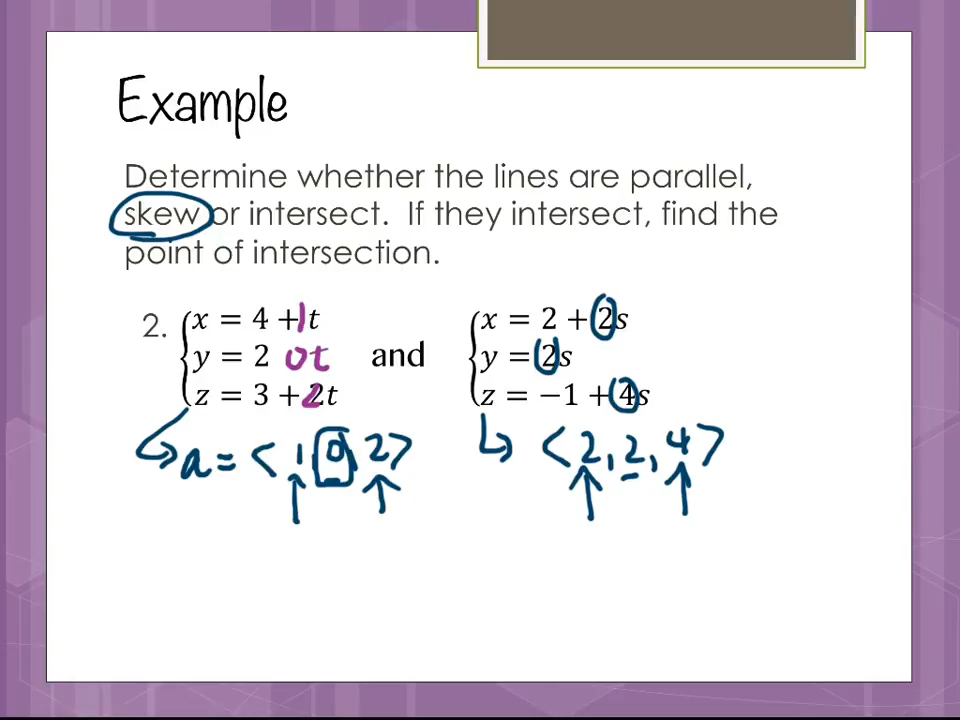 Example
Determine whether the lines are parallel,
skew or intersect. If they intersect, find the
point of intersection.
2. x = 4 + 1t
y = 2 0t
z = 3 + 2t
and
x = 2 + 2s
y = 2s
z = −1 + 4s
a = < 1, 0, 2>
< 2, 2, 4 >